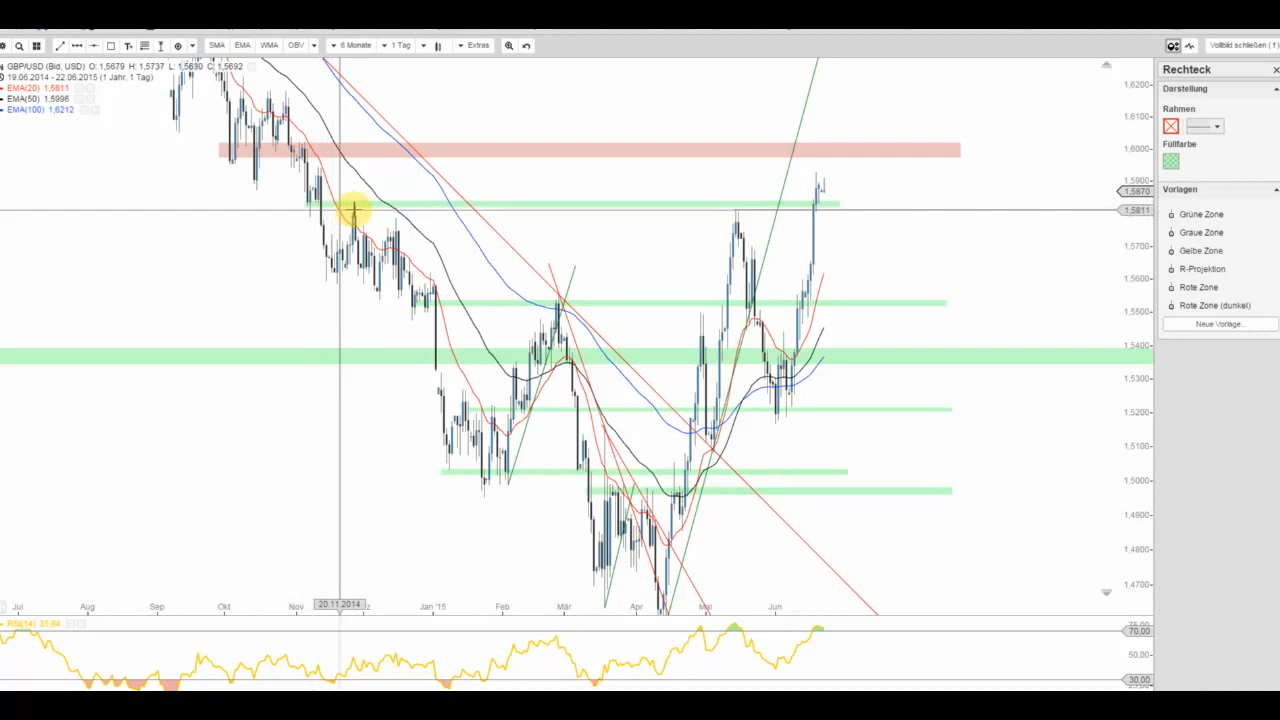 SMA EMA WMA OBV 6 Monate 1 Tag Extras Vollbild schließen ( f )
GBP/USD (Bid, USD) O: 1,5679 H: 1,5737 L: 1,5630 C: 1,5692
19.06.2014 - 22.06.2015 (1 Jahr, 1 Tag)
EMA(20) 1,5811
EMA(50) 1,5996
EMA(100) 1,6212
1,6200
1,6100
1,6000
1,5900
1,5870
1,5811
1,5700
1,5600
1,5500
1,5400
1,5300
1,5200
1,5100
1,5000
1,4900
1,4800
1,4700
Jul Aug Sep Okt Nov 20.11.2014 Jan '15 Feb Mär Apr Mai Jun
RSI(14)
70,00
50,00
30,00
Rechteck
Darstellung
Rahmen
Füllfarbe
Vorlagen
Grüne Zone
Graue Zone
Gelbe Zone
R-Projektion
Rote Zone
Rote Zone (dunkel)
Neue Vorlage...